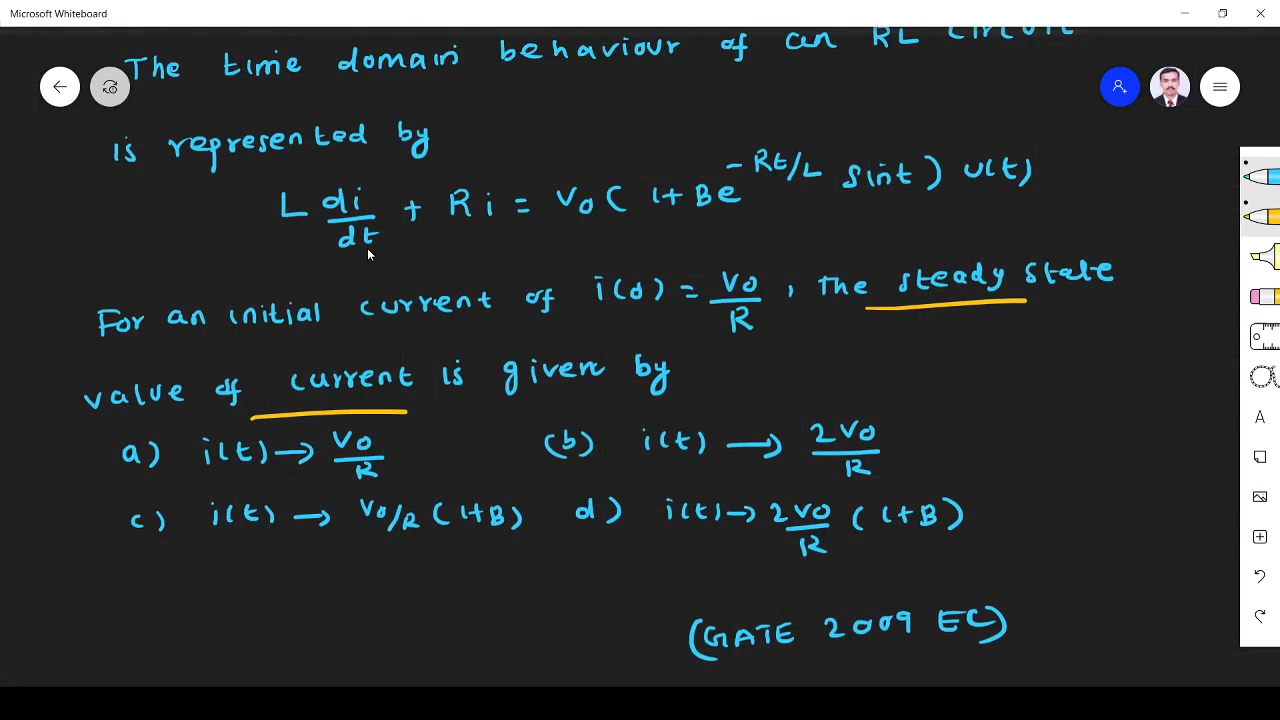 Microsoft Whiteboard
The time domain behaviour of an RL circuit
is represented by
L di/dt + Ri = V0 ( 1+ Be^-Rt/L sint ) u(t)
For an initial current of i(0) = V0/R , the steady state
value of current is given by
a) i(t) → V0/R (b) i(t) → 2V0/R
c) i(t) → V0/R (1+B) d) i(t) → 2V0/R (1+B)
(GATE 2009 EC)
A